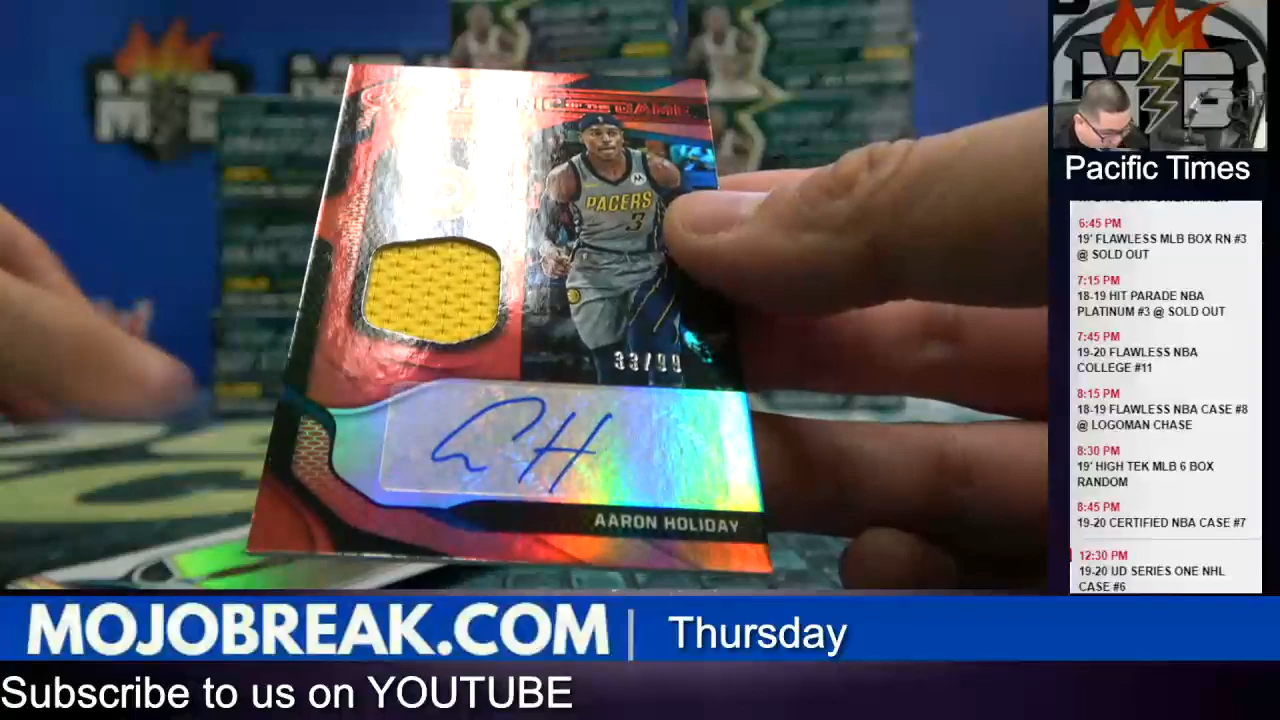 MB
PACERS
3
33/99
AH
AARON HOLIDAY
MB
Pacific Times
6:45 PM
19' FLAWLESS MLB BOX RN #3
@ SOLD OUT
7:15 PM
18-19 HIT PARADE NBA
PLATINUM #3 @ SOLD OUT
7:45 PM
19-20 FLAWLESS NBA
COLLEGE #11
8:15 PM
18-19 FLAWLESS NBA CASE #8
@ LOGOMAN CHASE
8:30 PM
19' HIGH TEK MLB 6 BOX
RANDOM
8:45 PM
19-20 CERTIFIED NBA CASE #7
12:30 PM
19-20 UD SERIES ONE NHL
CASE #6
MOJOBREAK.COM | Thursday
Subscribe to us on YOUTUBE